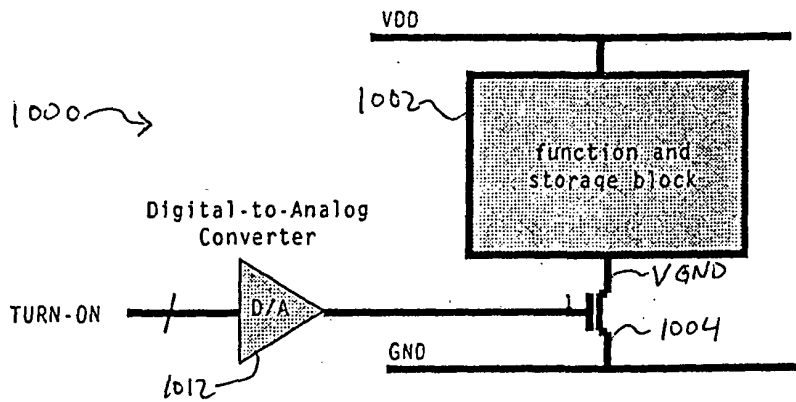 VDD
1000
1002
function and
storage block
Digital-to-Analog
Converter
VGND
TURN-ON
D/A
1004
GND
1012